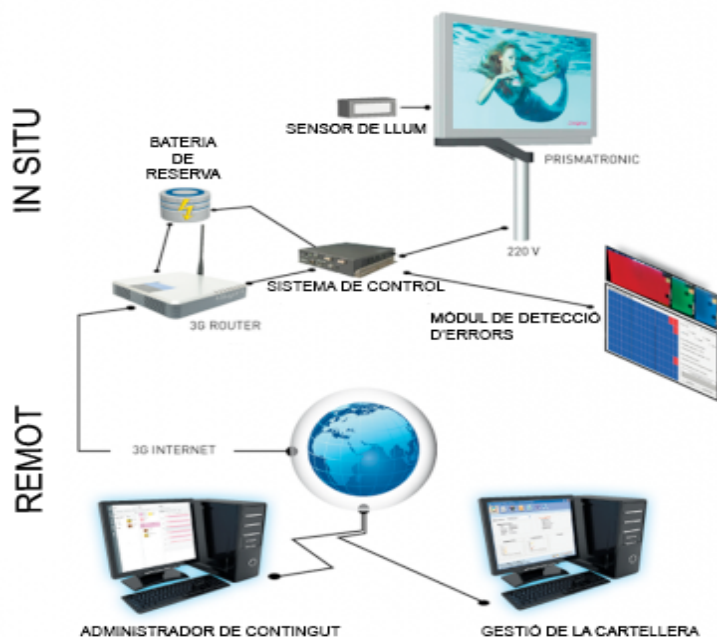 IN SITU
SENSOR DE LLUM
PRISMATRONIC
BATERIA
DE
RESERVA
220 V
SISTEMA DE CONTROL
3G ROUTER
MÒDUL DE DETECCIÓ
D'ERRORS
REMOT
3G INTERNET
ADMINISTRADOR DE CONTINGUT
GESTIÓ DE LA CARTELLERA